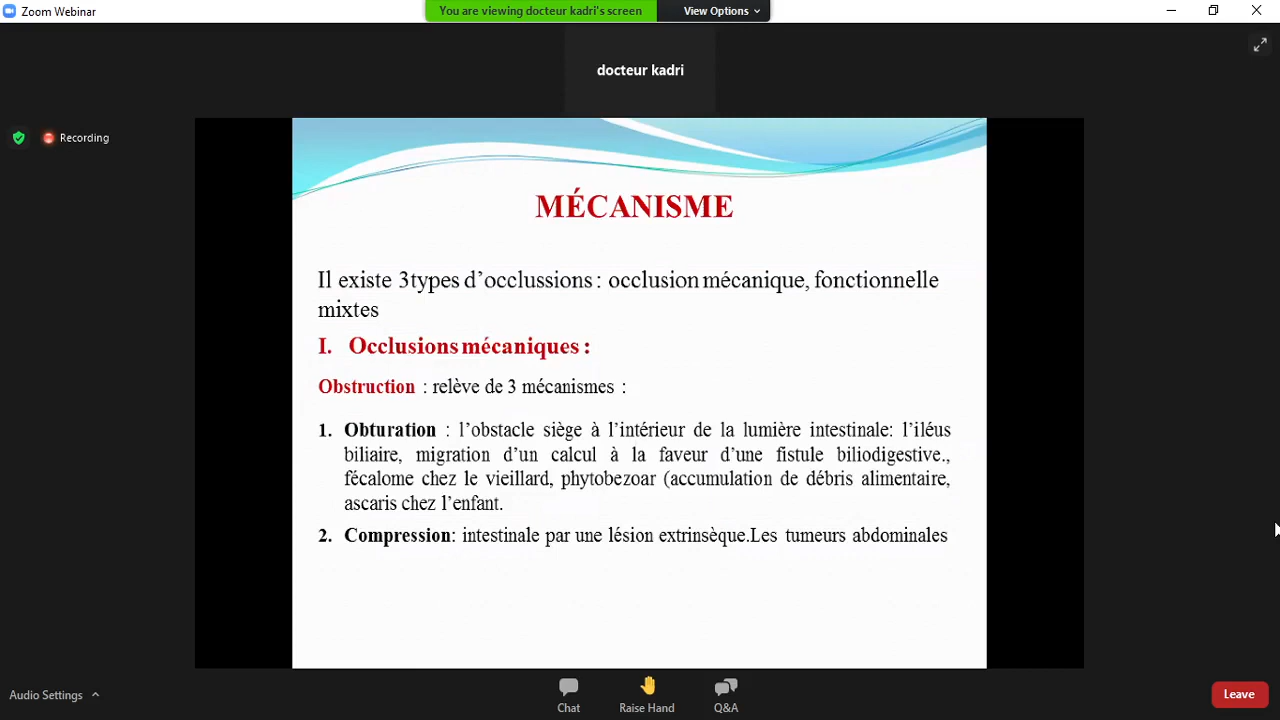 Zoom Webinar
You are viewing docteur kadri's screen
View Options
docteur kadri
Recording
MÉCANISME
Il existe 3types d’occlussions : occlusion mécanique, fonctionnelle
mixtes
I. Occlusions mécaniques :
Obstruction : relève de 3 mécanismes :
1. Obturation : l’obstacle siège à l’intérieur de la lumière intestinale: l’iléus
biliaire, migration d’un calcul à la faveur d’une fistule biliodigestive.,
fécalome chez le vieillard, phytobezoar (accumulation de débris alimentaire,
ascaris chez l’enfant.
2. Compression: intestinale par une lésion extrinsèque.Les tumeurs abdominales
Audio Settings
Chat
Raise Hand
Q&A
Leave